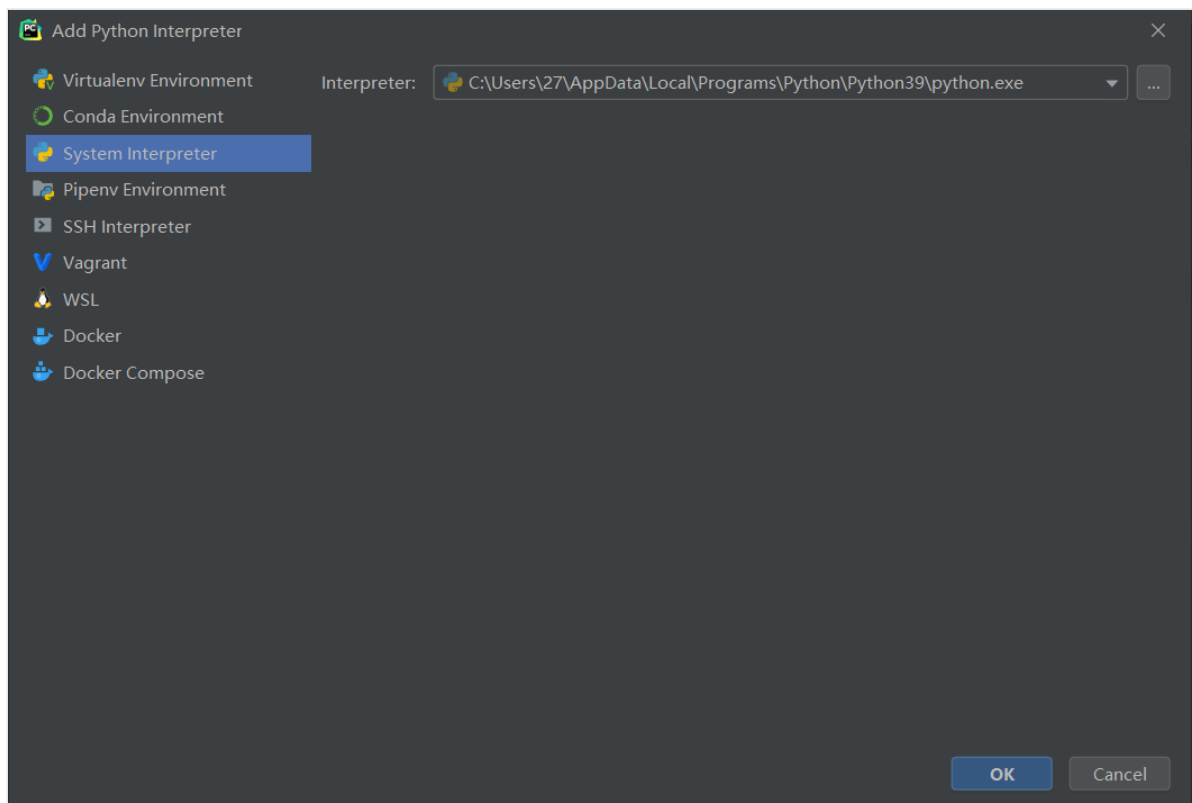 Add Python Interpreter
Virtualenv Environment
Conda Environment
System Interpreter
Pipenv Environment
SSH Interpreter
Vagrant
WSL
Docker
Docker Compose
Interpreter: C:\Users\27\AppData\Local\Programs\Python\Python39\python.exe ...
OK Cancel